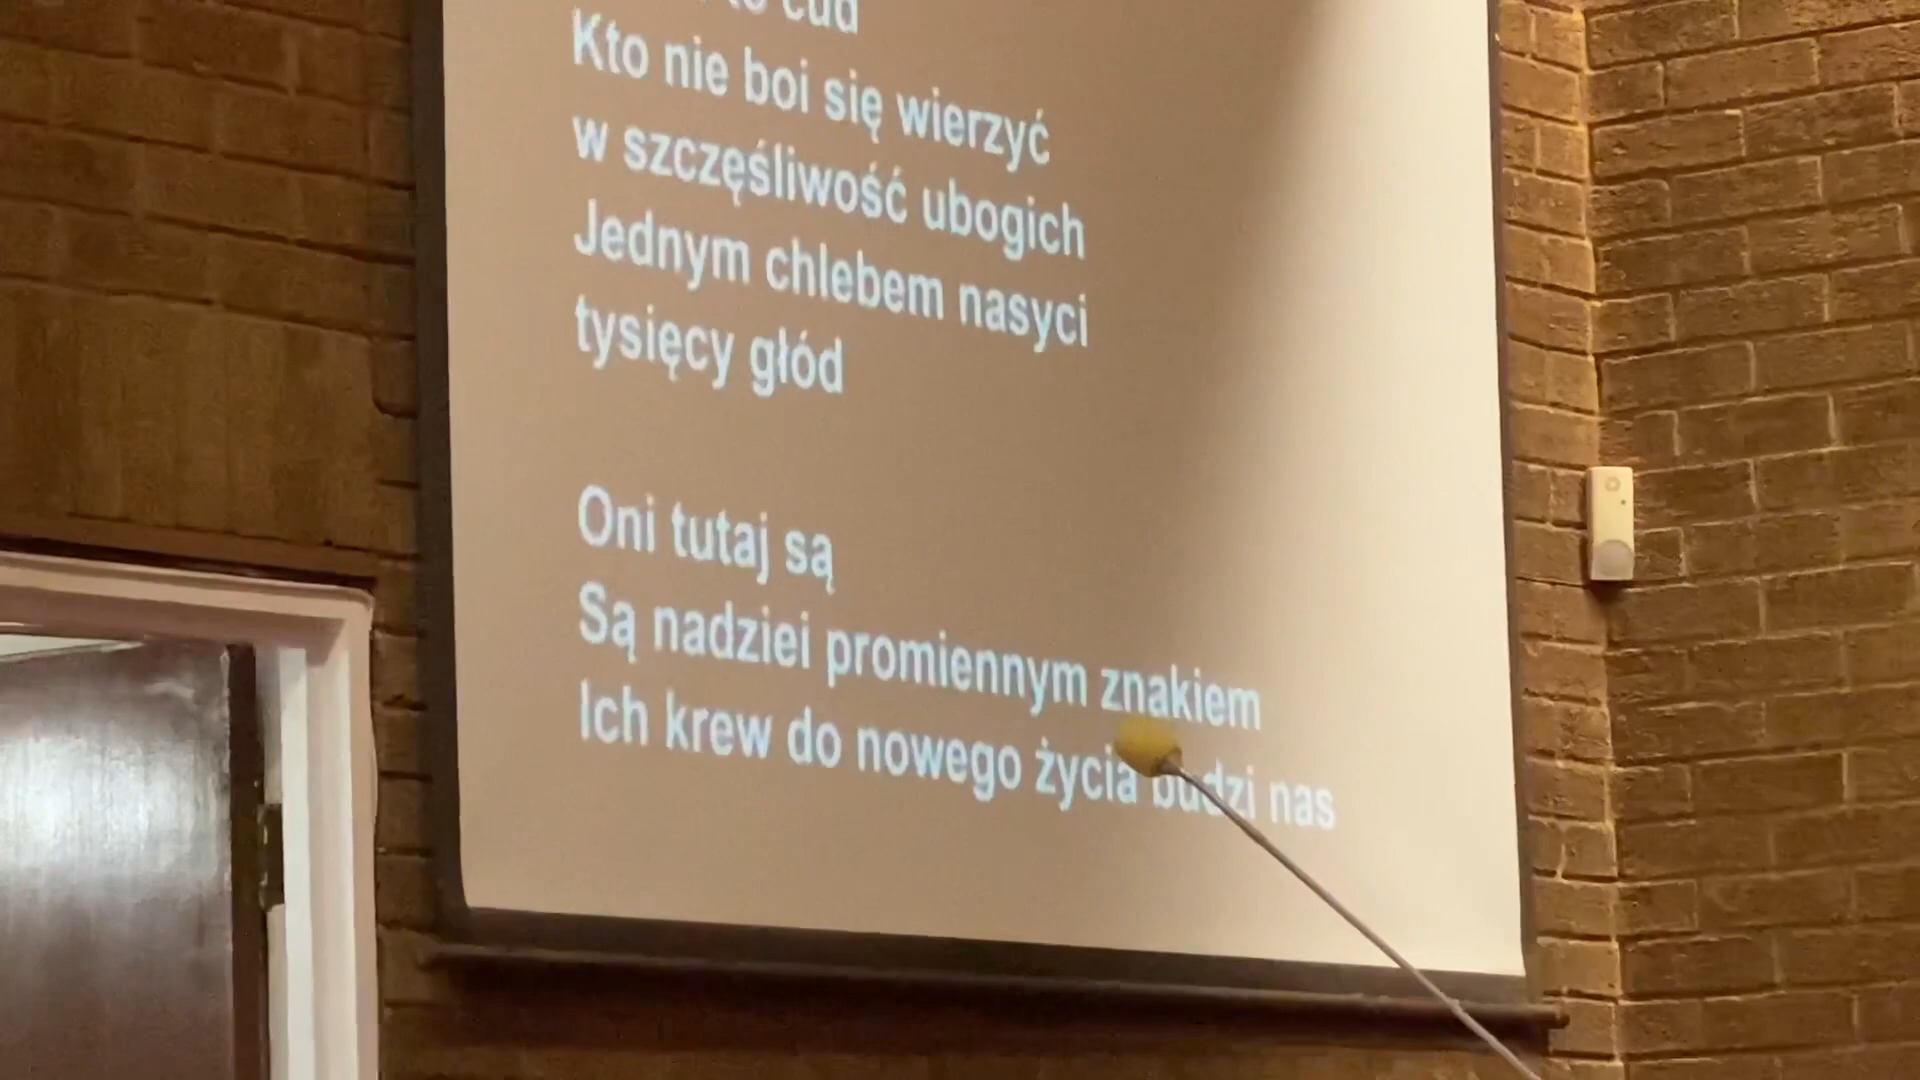 cud
Kto nie boi się wierzyć
w szczęśliwość ubogich
Jednym chlebem nasyci
tysięcy głód
Oni tutaj są
Są nadziei promiennym znakiem
Ich krew do nowego życia budzi nas